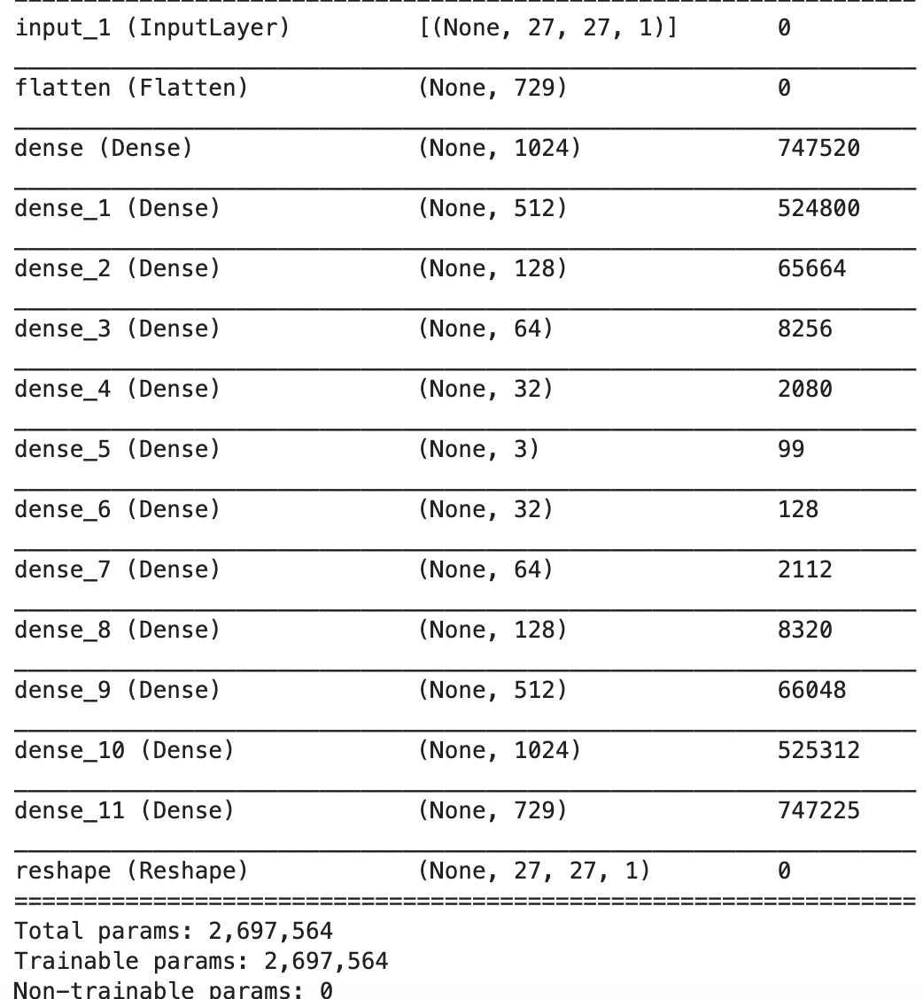 input_1 (InputLayer) [(None, 27, 27, 1)] 0
flatten (Flatten) (None, 729) 0
dense (Dense) (None, 1024) 747520
dense_1 (Dense) (None, 512) 524800
dense_2 (Dense) (None, 128) 65664
dense_3 (Dense) (None, 64) 8256
dense_4 (Dense) (None, 32) 2080
dense_5 (Dense) (None, 3) 99
dense_6 (Dense) (None, 32) 128
dense_7 (Dense) (None, 64) 2112
dense_8 (Dense) (None, 128) 8320
dense_9 (Dense) (None, 512) 66048
dense_10 (Dense) (None, 1024) 525312
dense_11 (Dense) (None, 729) 747225
reshape (Reshape) (None, 27, 27, 1) 0
Total params: 2,697,564
Trainable params: 2,697,564
Non-trainable params: 0